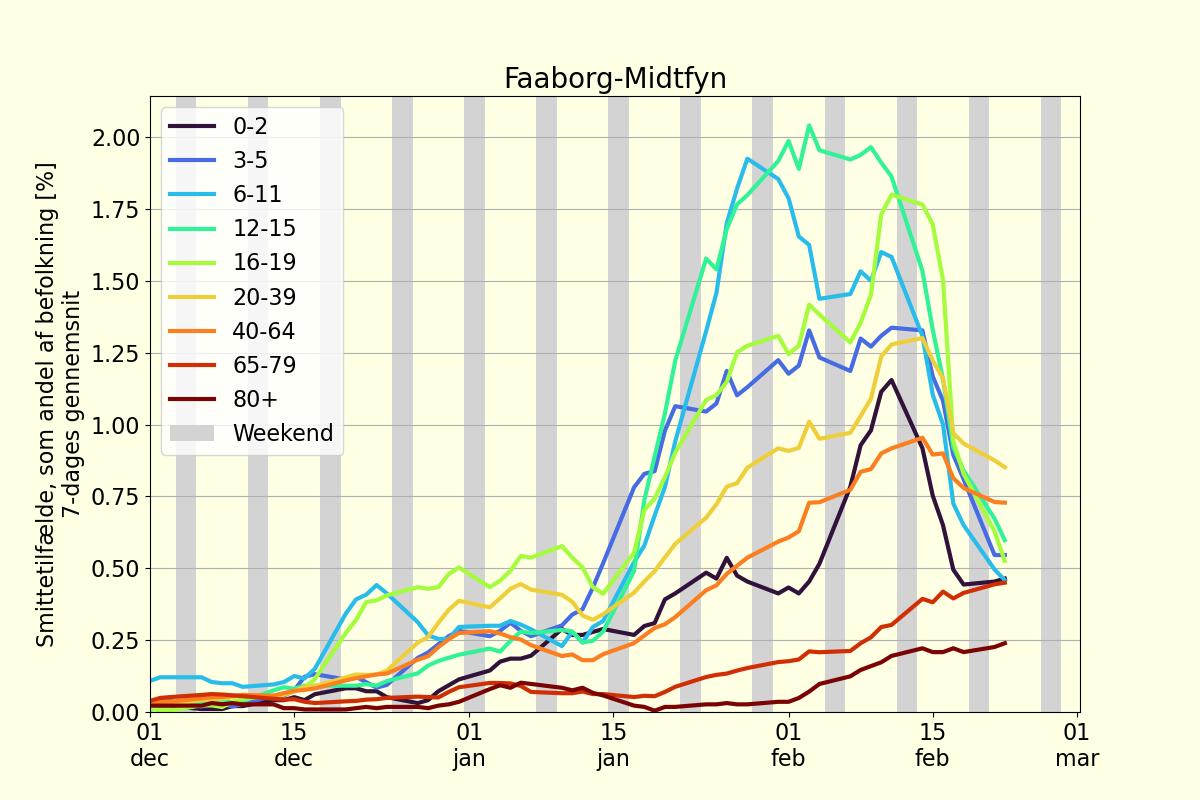 Faaborg-Midtfyn
Smittetilfælde, som andel af befolkning [%]
7-dages gennemsnit
2.00
1.75
1.50
1.25
1.00
0.75
0.50
0.25
0.00
0-2
3-5
6-11
12-15
16-19
20-39
40-64
65-79
80+
Weekend
01
dec
15
dec
01
jan
15
jan
01
feb
15
feb
01
mar